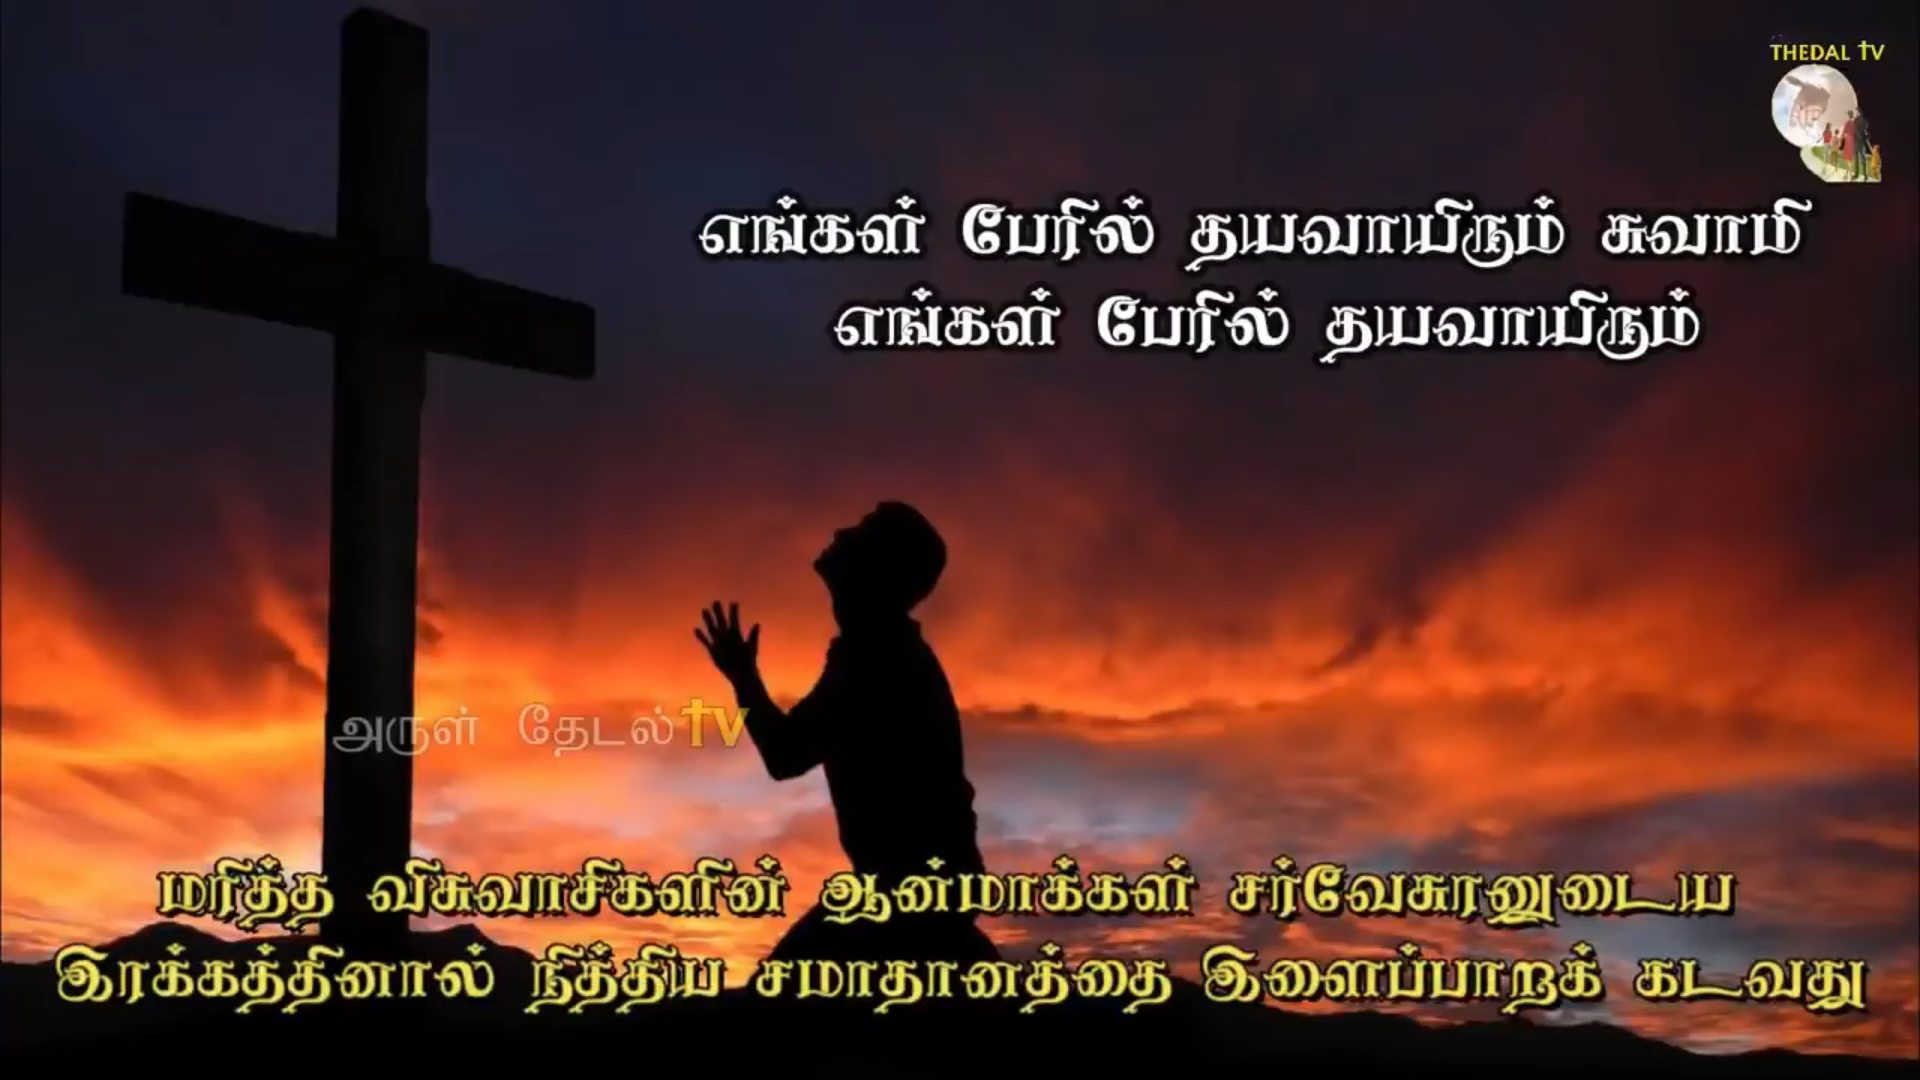 THEDAL TV
எங்கள் பேரில் தயவாயிரும் சுவாமி
எங்கள் பேரில் தயவாயிரும்
அருள் தேடல் TV
மரித்த விசுவாசிகளின் ஆன்மாக்கள் சர்வேசுரனுடைய
இரக்கத்தினால் நித்திய சமாதானத்தை இளைப்பாறக் கடவது